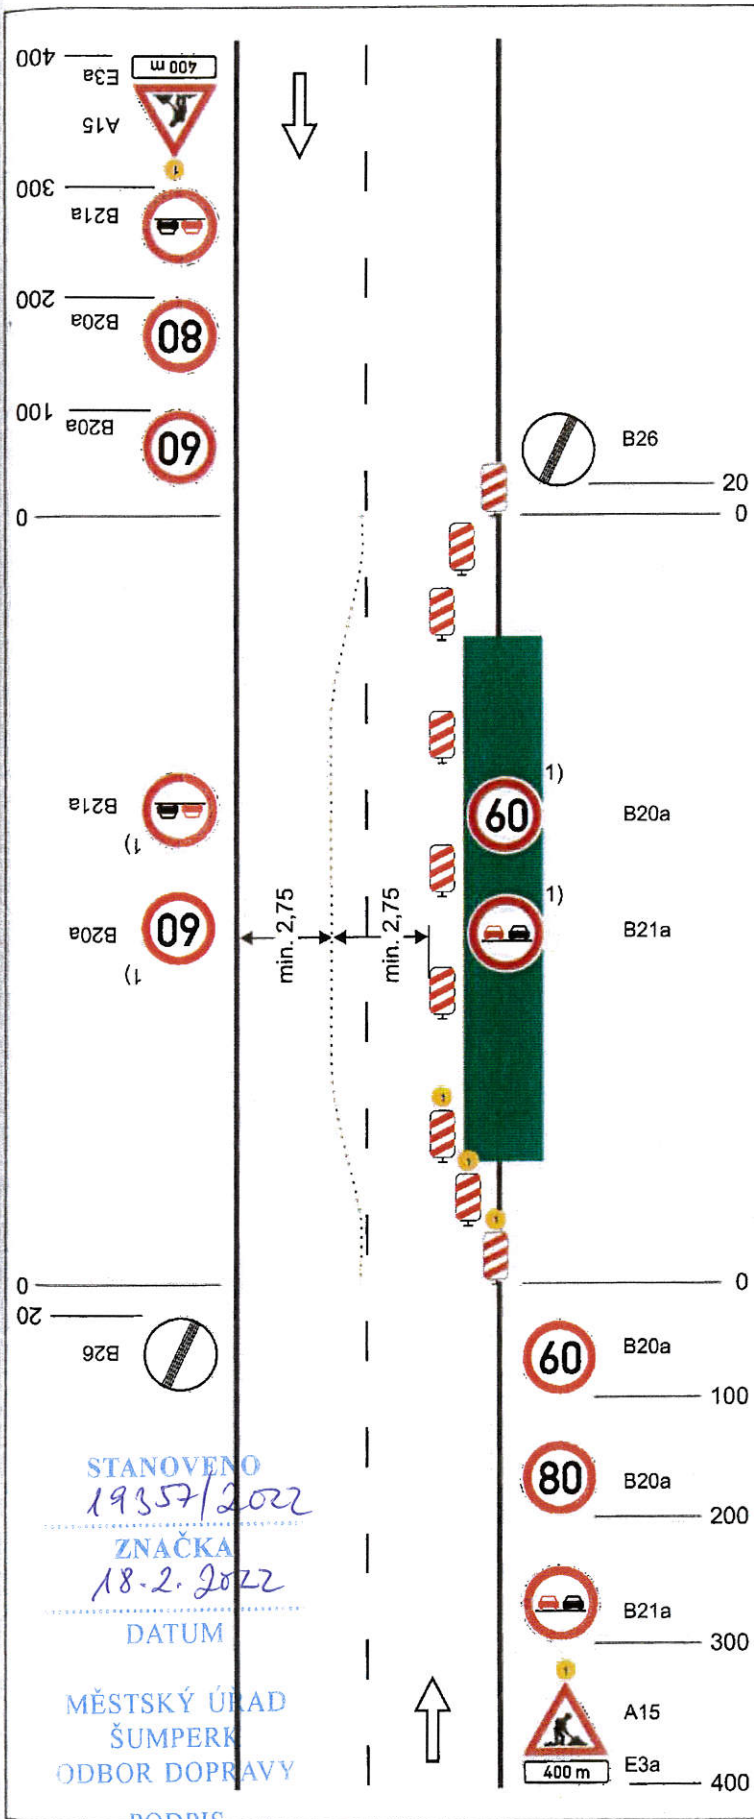 400
E3a
400 m
A15
300
B21a
200
B20a
80
100
B20a
60
0
B26
20
0
B21a
1)
B20a
60
1)
60
1)
B20a
1)
B21a
min. 2,75
min. 2,75
0
20
B26
0
60
B20a
100
80
B20a
200
B21a
300
A15
400 m
E3a
400
STANOVENO
19357/2022
ZNAČKA
18.2.2022
DATUM
MĚSTSKÝ ÚŘAD
ŠUMPERK
ODBOR DOPRAVY
PODPIS